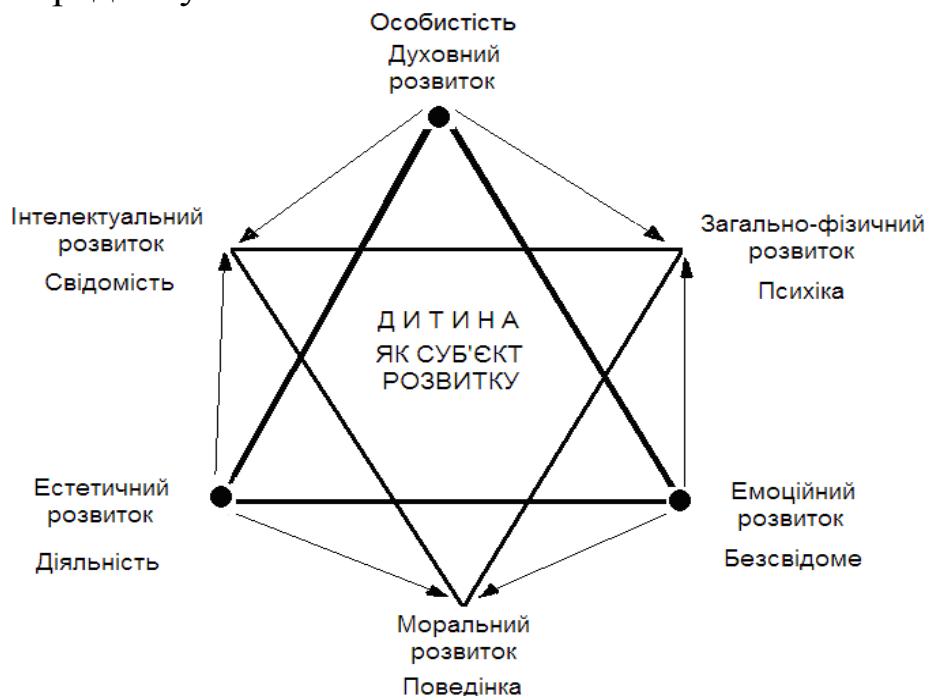 Особистість
Духовний
розвиток
Інтелектуальний
розвиток
Свідомість
Загально-фізичний
розвиток
Психіка
Д И Т И Н А
ЯК СУБ'ЄКТ
РОЗВИТКУ
Естетичний
розвиток
Діяльність
Емоційний
розвиток
Безсвідоме
Моральний
розвиток
Поведінка